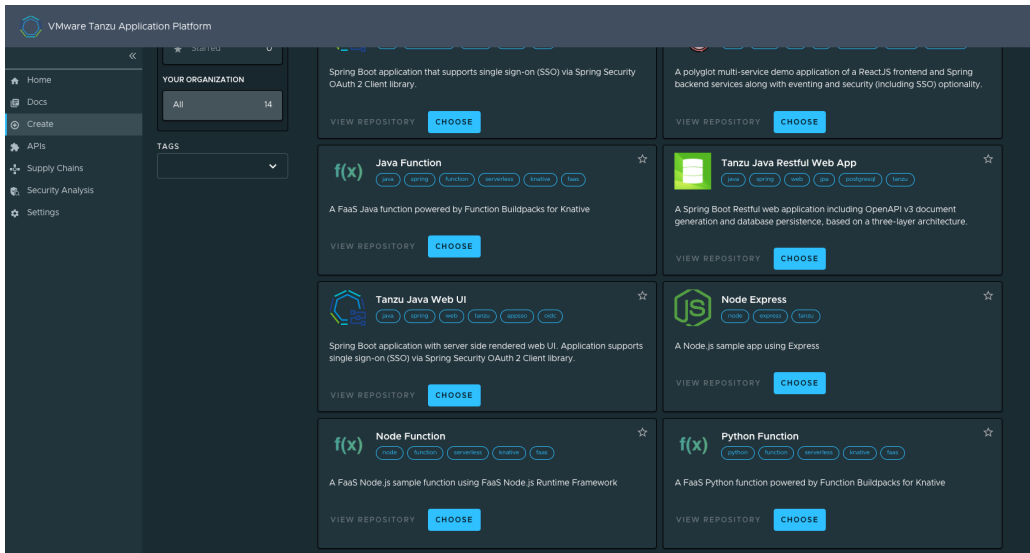 VMware Tanzu Application Platform
Home
Docs
Create
APIs
Supply Chains
Security Analysis
Settings
Starred 0
YOUR ORGANIZATION
All 14
TAGS
Spring Boot application that supports single sign-on (SSO) via Spring Security
OAuth 2 Client library.
VIEW REPOSITORY CHOOSE
A polyglot multi-service demo application of a ReactJS frontend and Spring
backend services along with eventing and security (including SSO) optionality.
VIEW REPOSITORY CHOOSE
f(x) Java Function
java spring function serverless knative faas
A FaaS Java function powered by Function Buildpacks for Knative
VIEW REPOSITORY CHOOSE
Tanzu Java Restful Web App
java spring web jpa postgresql tanzu
A Spring Boot Restful web application including OpenAPI v3 document
generation and database persistence, based on a three-layer architecture.
VIEW REPOSITORY CHOOSE
Tanzu Java Web UI
java spring web tanzu appsso oidc
Spring Boot application with server side rendered web UI. Application supports
single sign-on (SSO) via Spring Security OAuth 2 Client library.
VIEW REPOSITORY CHOOSE
JS Node Express
node express tanzu
A Node.js sample app using Express
VIEW REPOSITORY CHOOSE
f(x) Node Function
node function serverless knative faas
A FaaS Node.js sample function using FaaS Node.js Runtime Framework
VIEW REPOSITORY CHOOSE
f(x) Python Function
python function serverless knative faas
A FaaS Python function powered by Function Buildpacks for Knative
VIEW REPOSITORY CHOOSE